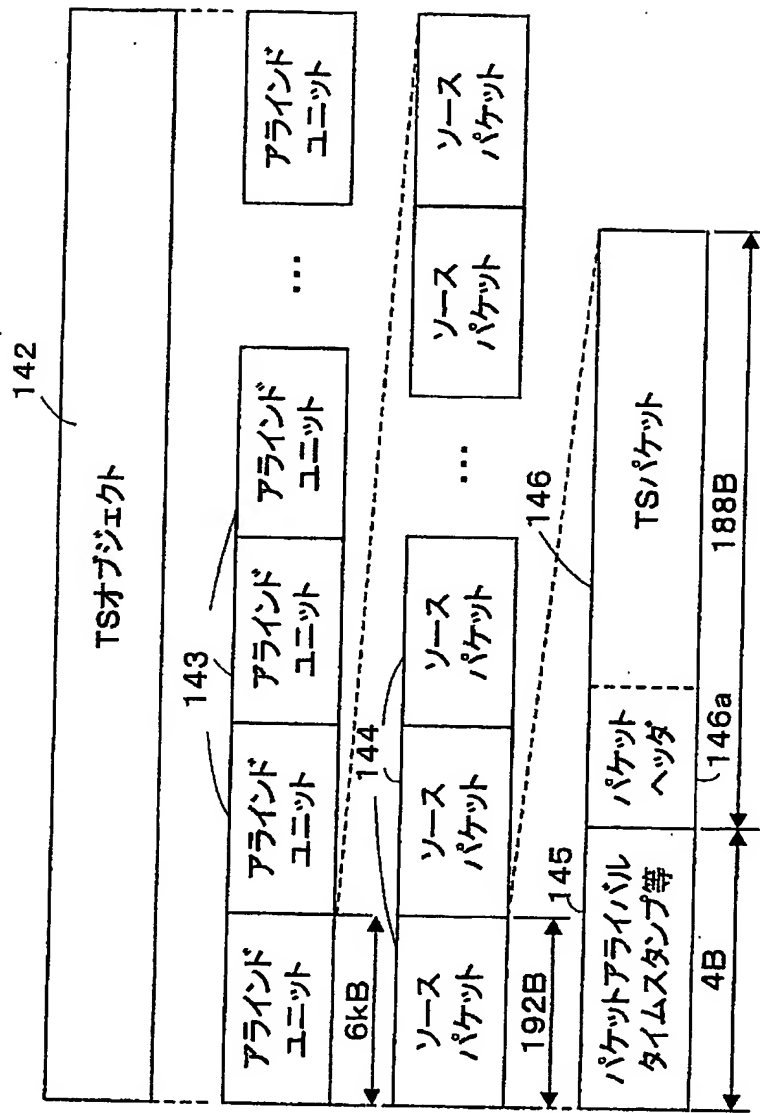 142
TSオブジェクト
143
アラインド
ユニット
アラインド
ユニット
アラインド
ユニット
アラインド
ユニット
…
アラインド
ユニット
6kB
144
ソース
パケット
ソース
パケット
ソース
パケット
…
ソース
パケット
ソース
パケット
192B
145
146
パケットアライバル
タイムスタンプ等
パケット
ヘッダ
TSパケット
146a
4B
188B